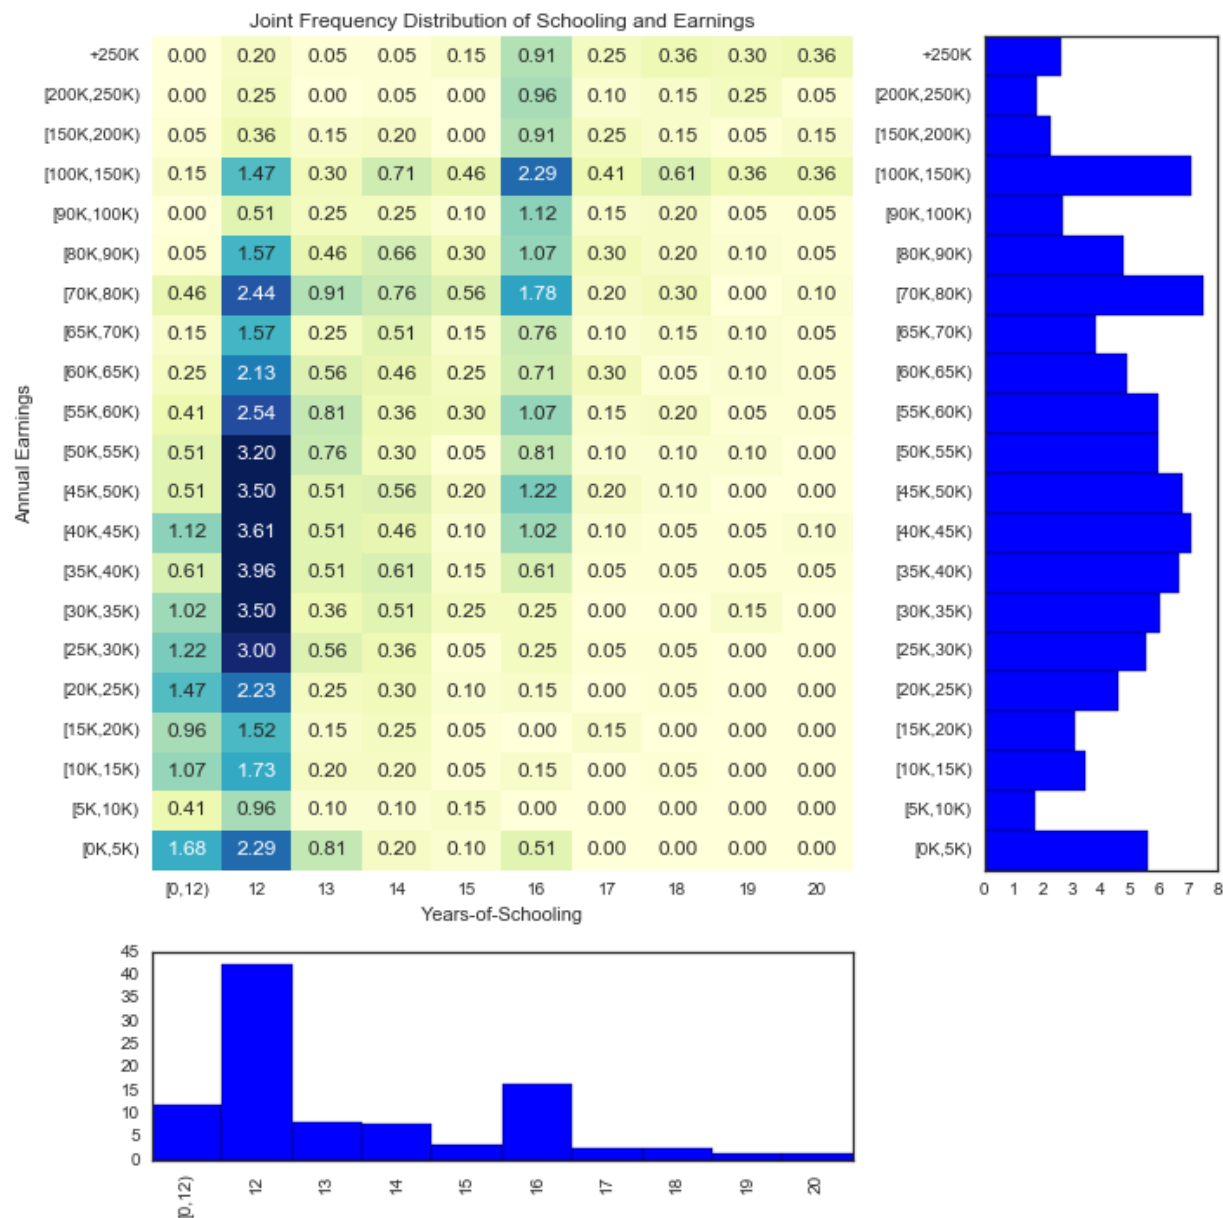 Joint Frequency Distribution of Schooling and Earnings
+250K 0.00 0.20 0.05 0.05 0.15 0.91 0.25 0.36 0.30 0.36 +250K
[200K,250K) 0.00 0.25 0.00 0.05 0.00 0.96 0.10 0.15 0.25 0.05 [200K,250K)
[150K,200K) 0.05 0.36 0.15 0.20 0.00 0.91 0.25 0.15 0.05 0.15 [150K,200K)
[100K,150K) 0.15 1.47 0.30 0.71 0.46 2.29 0.41 0.61 0.36 0.36 [100K,150K)
[90K,100K) 0.00 0.51 0.25 0.25 0.10 1.12 0.15 0.20 0.05 0.05 [90K,100K)
[80K,90K) 0.05 1.57 0.46 0.66 0.30 1.07 0.30 0.20 0.10 0.05 [80K,90K)
[70K,80K) 0.46 2.44 0.91 0.76 0.56 1.78 0.20 0.30 0.00 0.10 [70K,80K)
[65K,70K) 0.15 1.57 0.25 0.51 0.15 0.76 0.10 0.15 0.10 0.05 [65K,70K)
[60K,65K) 0.25 2.13 0.56 0.46 0.25 0.71 0.30 0.05 0.10 0.05 [60K,65K)
[55K,60K) 0.41 2.54 0.81 0.36 0.30 1.07 0.15 0.20 0.05 0.05 [55K,60K)
[50K,55K) 0.51 3.20 0.76 0.30 0.05 0.81 0.10 0.10 0.10 0.00 [50K,55K)
[45K,50K) 0.51 3.50 0.51 0.56 0.20 1.22 0.20 0.10 0.00 0.00 [45K,50K)
[40K,45K) 1.12 3.61 0.51 0.46 0.10 1.02 0.10 0.05 0.05 0.10 [40K,45K)
[35K,40K) 0.61 3.96 0.51 0.61 0.15 0.61 0.05 0.05 0.05 0.05 [35K,40K)
[30K,35K) 1.02 3.50 0.36 0.51 0.25 0.25 0.00 0.00 0.15 0.00 [30K,35K)
[25K,30K) 1.22 3.00 0.56 0.36 0.05 0.25 0.05 0.05 0.00 0.00 [25K,30K)
[20K,25K) 1.47 2.23 0.25 0.30 0.10 0.15 0.00 0.05 0.00 0.00 [20K,25K)
[15K,20K) 0.96 1.52 0.15 0.25 0.05 0.00 0.15 0.00 0.00 0.00 [15K,20K)
[10K,15K) 1.07 1.73 0.20 0.20 0.05 0.15 0.00 0.05 0.00 0.00 [10K,15K)
[5K,10K) 0.41 0.96 0.10 0.10 0.15 0.00 0.00 0.00 0.00 0.00 [5K,10K)
[0K,5K) 1.68 2.29 0.81 0.20 0.10 0.51 0.00 0.00 0.00 0.00 [0K,5K)
Annual Earnings
[0,12) 12 13 14 15 16 17 18 19 20
0 1 2 3 4 5 6 7 8
Years-of-Schooling
45
40
35
30
25
20
15
10
5
0
[0,12) 12 13 14 15 16 17 18 19 20